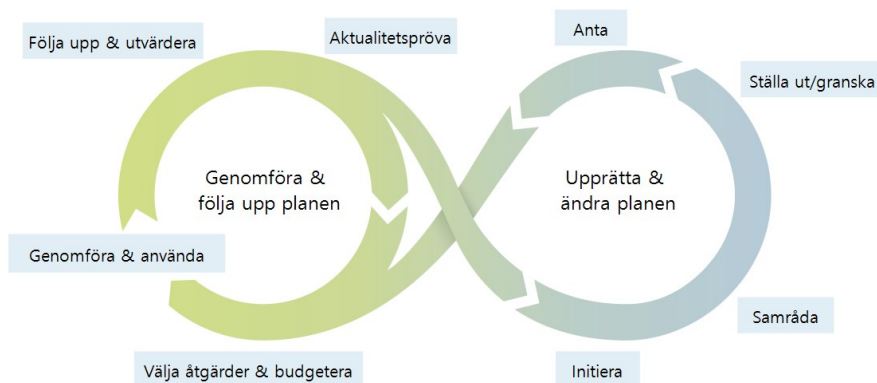 Följa upp & utvärdera
Aktualitetspröva
Anta
Ställa ut/granska
Genomföra &
följa upp planen
Upprätta &
ändra planen
Genomföra & använda
Samråda
Välja åtgärder & budgetera
Initiera